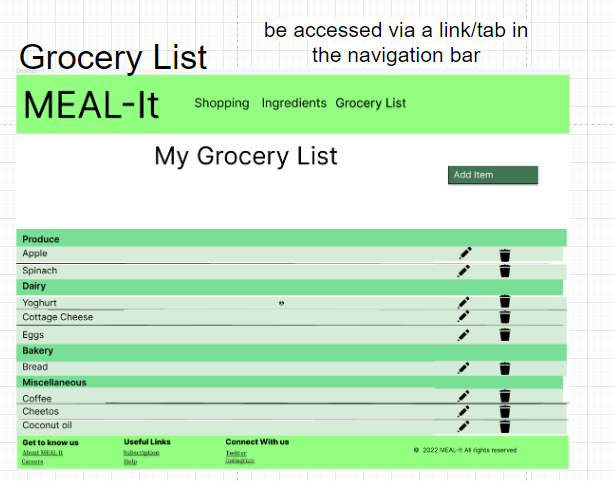 be accessed via a link/tab in
the navigation bar
Grocery List
MEAL-It
Shopping Ingredients Grocery List
My Grocery List
Add Item
Produce
Apple
Spinach
Dairy
Yoghurt
Cottage Cheese
Eggs
Bakery
Bread
Miscellaneous
Coffee
Cheetos
Coconut oil
Get to know us Useful Links Connect With us
About MEAL-It Subscription Twitter
Careers Help Instagram
© 2022 MEAL-It All rights reserved